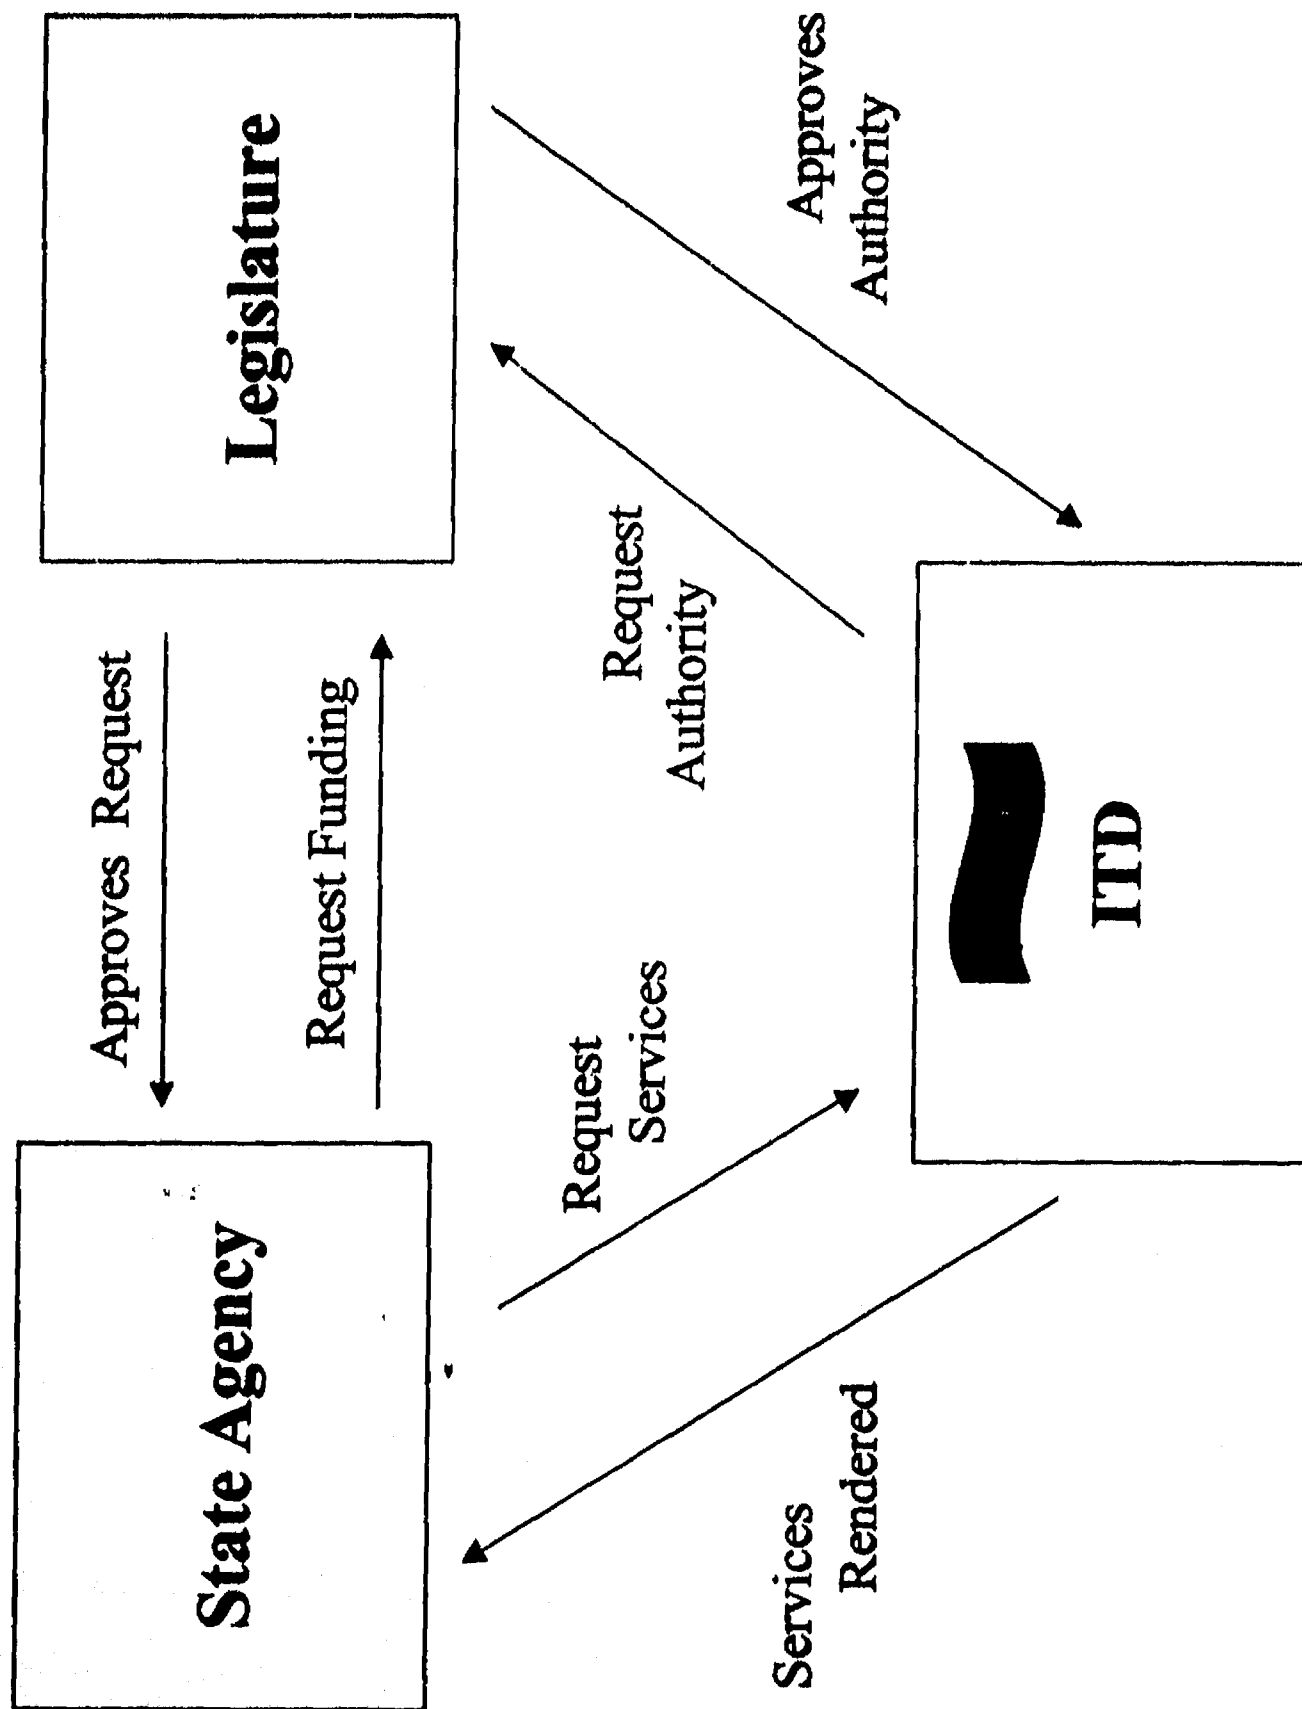 State Agency
Approves Request
Request Funding
Legislature
Request
Services
Request
Authority
Approves
Authority
Services
Rendered
ITD